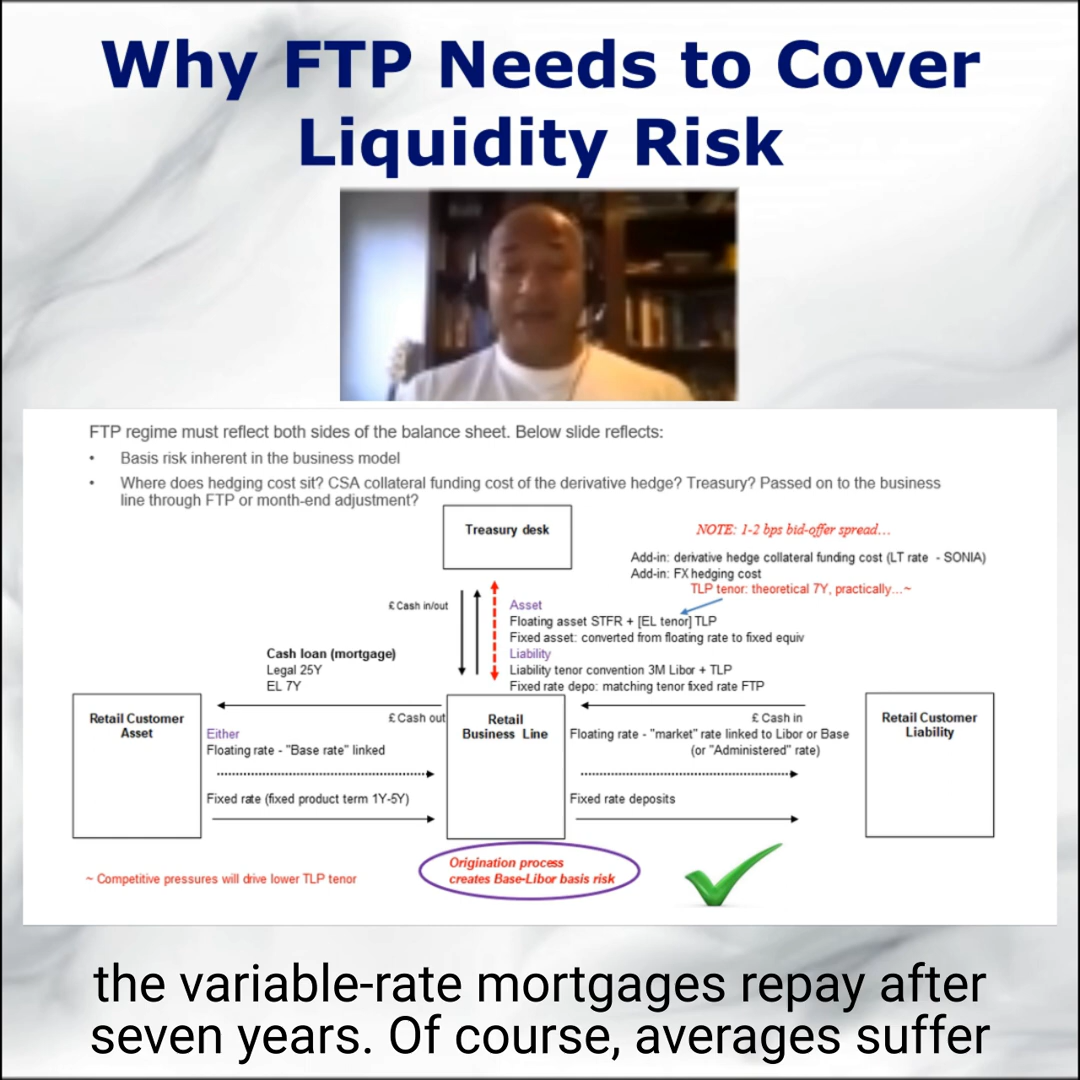 Why FTP Needs to Cover
Liquidity Risk
FTP regime must reflect both sides of the balance sheet. Below slide reflects:
• Basis risk inherent in the business model
• Where does hedging cost sit? CSA collateral funding cost of the derivative hedge? Treasury? Passed on to the business
line through FTP or month-end adjustment?
Treasury desk
NOTE: 1-2 bps bid-offer spread…
Add-in: derivative hedge collateral funding cost (LT rate - SONIA)
Add-in: FX hedging cost
TLP tenor: theoretical 7Y, practically…~
£ Cash in/out
Asset
Floating asset STFR + [EL tenor] TLP
Fixed asset: converted from floating rate to fixed equiv
Liability
Liability tenor convention 3M Libor + TLP
Fixed rate depo: matching tenor fixed rate FTP
Cash loan (mortgage)
Legal 25Y
EL 7Y
Retail Customer
Asset
£ Cash out
Either
Floating rate - "Base rate" linked
Fixed rate (fixed product term 1Y-5Y)
Retail
Business Line
£ Cash in
Floating rate - "market" rate linked to Libor or Base
(or "Administered" rate)
Fixed rate deposits
Retail Customer
Liability
~ Competitive pressures will drive lower TLP tenor
Origination process
creates Base-Libor basis risk
the variable-rate mortgages repay after
seven years. Of course, averages suffer